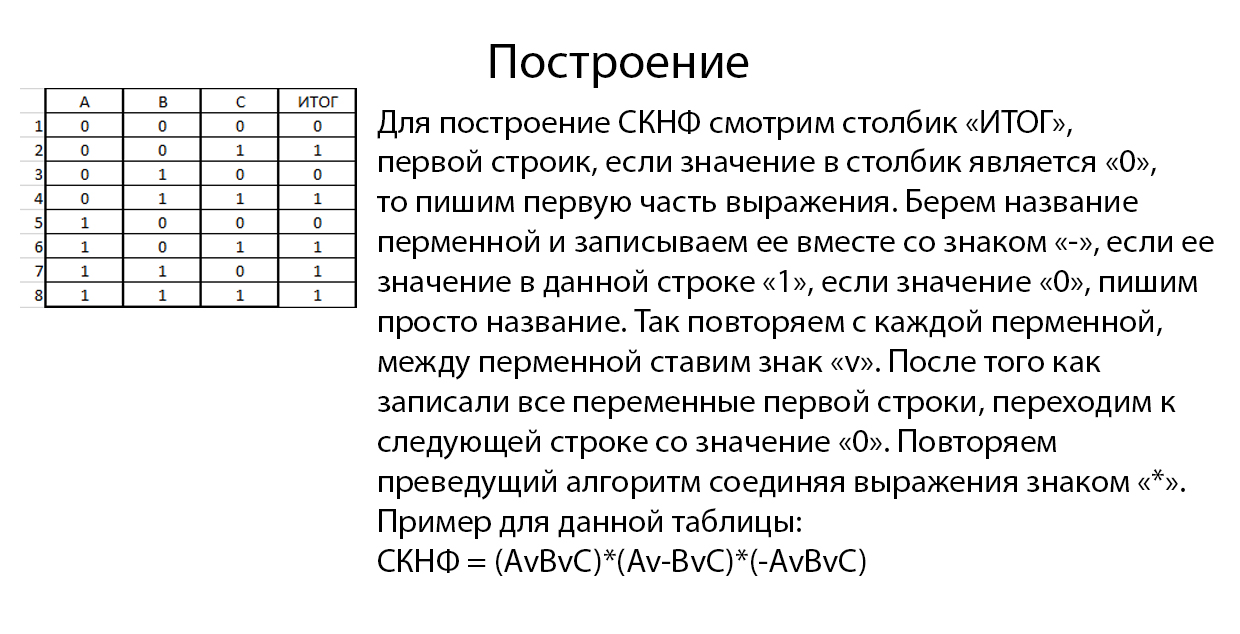 Построение
A B C ИТОГ
1 0 0 0 0
2 0 0 1 1
3 0 1 0 0
4 0 1 1 1
5 1 0 0 0
6 1 0 1 1
7 1 1 0 1
8 1 1 1 1
Для построение СКНФ смотрим столбик «ИТОГ»,
первой строик, если значение в столбик является «0»,
то пишим первую часть выражения. Берем название
перменной и записываем ее вместе со знаком «-», если ее
значение в данной строке «1», если значение «0», пишим
просто название. Так повторяем с каждой перменной,
между перменной ставим знак «v». После того как
записали все переменные первой строки, переходим к
следующей строке со значение «0». Повторяем
преведущий алгоритм соединяя выражения знаком «*».
Пример для данной таблицы:
СКНФ = (AvBvC)*(Av-BvC)*(-AvBvC)